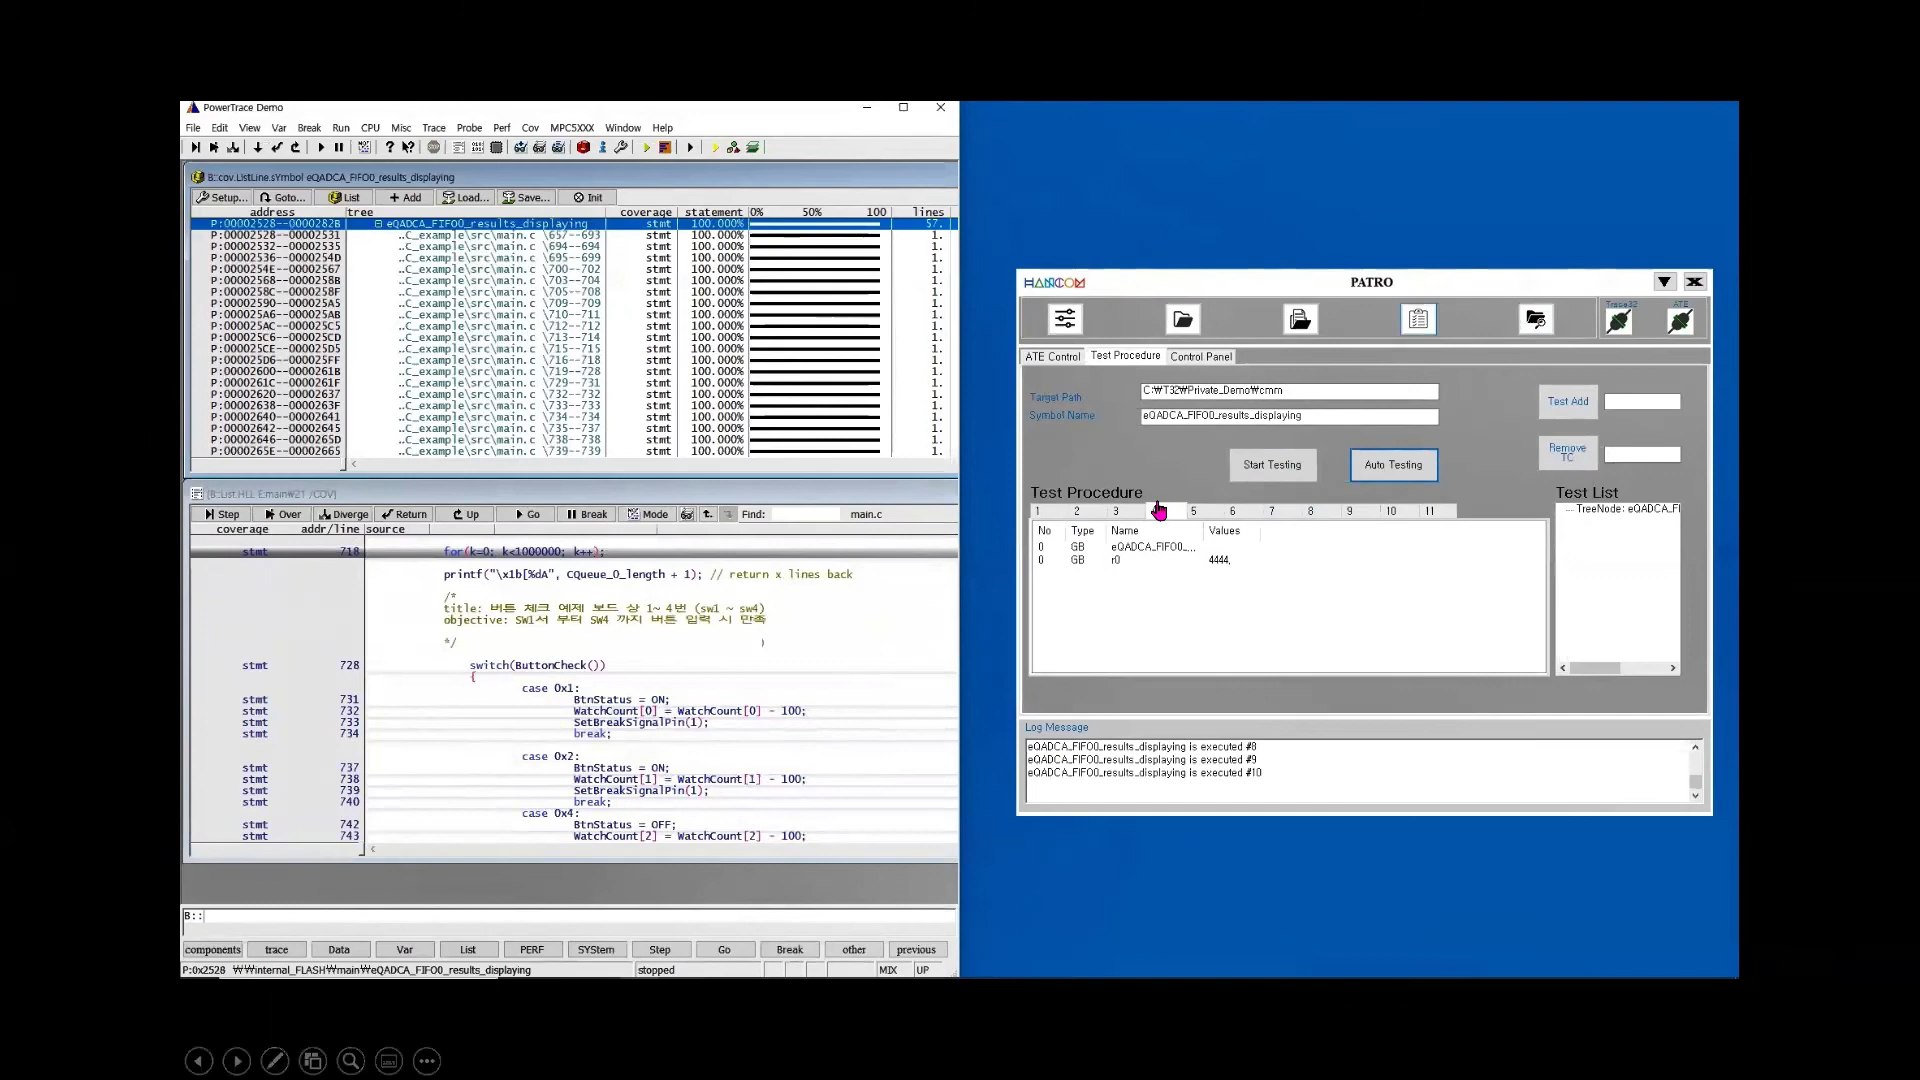 PowerTrace Demo
File Edit View Var Break Run CPU Misc Trace Probe Perf Cov MPC5XXX Window Help
B::cov.ListLine.sYmbol eQADCA_FIFO0_results_displaying
Setup... Goto... List Add Load... Save... Init
address tree coverage statement 0% 50% 100 lines
P:00002528--0000282B eQADCA_FIFO0_results_displaying stmt 100.000% 57.
P:00002528--00002531 ..C_example\src\main.c \657--693 stmt 100.000% 1.
P:00002532--00002535 ..C_example\src\main.c \694--694 stmt 100.000% 1.
P:00002536--0000254D ..C_example\src\main.c \695--699 stmt 100.000% 1.
P:0000254E--00002567 ..C_example\src\main.c \700--702 stmt 100.000% 1.
P:00002568--0000258B ..C_example\src\main.c \703--704 stmt 100.000% 1.
P:0000258C--0000258F ..C_example\src\main.c \705--708 stmt 100.000% 1.
P:00002590--000025A5 ..C_example\src\main.c \709--709 stmt 100.000% 1.
P:000025A6--000025AB ..C_example\src\main.c \710--711 stmt 100.000% 1.
P:000025AC--000025C5 ..C_example\src\main.c \712--712 stmt 100.000% 1.
P:000025C6--000025CD ..C_example\src\main.c \713--714 stmt 100.000% 1.
P:000025CE--000025D5 ..C_example\src\main.c \715--715 stmt 100.000% 1.
P:000025D6--000025FF ..C_example\src\main.c \716--718 stmt 100.000% 1.
P:00002600--0000261B ..C_example\src\main.c \719--728 stmt 100.000% 1.
P:0000261C--0000261F ..C_example\src\main.c \729--731 stmt 100.000% 1.
P:00002620--00002637 ..C_example\src\main.c \732--732 stmt 100.000% 1.
P:00002638--0000263F ..C_example\src\main.c \733--733 stmt 100.000% 1.
P:00002640--00002641 ..C_example\src\main.c \734--734 stmt 100.000% 1.
P:00002642--00002645 ..C_example\src\main.c \735--737 stmt 100.000% 1.
P:00002646--0000265D ..C_example\src\main.c \738--738 stmt 100.000% 1.
P:0000265E--00002665 ..C_example\src\main.c \739--739 stmt 100.000% 1.
[B::List.HLL E:main₩21 /COV]
Step Over Diverge Return Up Go Break Mode Find: main.c
coverage addr/line source
stmt 718 for(k=0; k<1000000; k++);
printf("\x1b[%dA", CQueue_0_length + 1); // return x lines back
/*
title: 버튼 체크 예제 보드 상 1~ 4번 (sw1 ~ sw4)
objective: SW1서 부터 SW4 까지 버튼 입력 시 만족
*/ )
stmt 728 switch(ButtonCheck())
{
case 0x1:
stmt 731 BtnStatus = ON;
stmt 732 WatchCount[0] = WatchCount[0] - 100;
stmt 733 SetBreakSignalPin(1);
stmt 734 break;
case 0x2:
stmt 737 BtnStatus = ON;
stmt 738 WatchCount[1] = WatchCount[1] - 100;
stmt 739 SetBreakSignalPin(1);
stmt 740 break;
case 0x4:
stmt 742 BtnStatus = OFF;
stmt 743 WatchCount[2] = WatchCount[2] - 100;
B::
components trace Data Var List PERF SYStem Step Go Break other previous
P:0x2528 ₩₩internal_FLASH₩main₩eQADCA_FIFO0_results_displaying stopped MIX UP
HANCOM PATRO
Trace32 ATE
ATE Control Test Procedure Control Panel
Target Path C:₩T32₩Private_Demo₩cmm
Symbol Name eQADCA_FIFO0_results_displaying
Test Add
Remove TC
Start Testing Auto Testing
Test Procedure
1 2 3 5 6 7 8 9 10 11
No Type Name Values
0 GB eQADCA_FIFO0_...
0 GB r0 4444,
Test List
TreeNode: eQADCA_FI
Log Message
eQADCA_FIFO0_results_displaying is executed #8
eQADCA_FIFO0_results_displaying is executed #9
eQADCA_FIFO0_results_displaying is executed #10